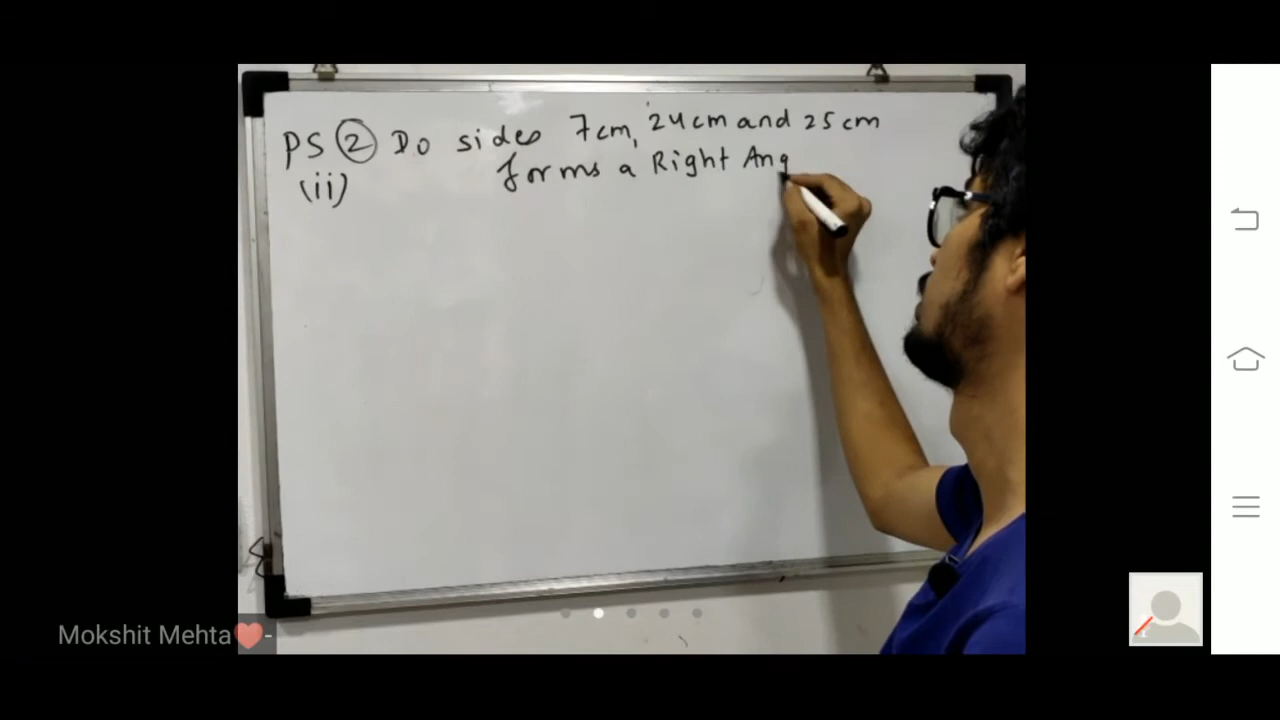 PS ② Do sides 7cm, 24cm and 25cm
(ii) forms a Right Ang
Mokshit Mehta❤️-